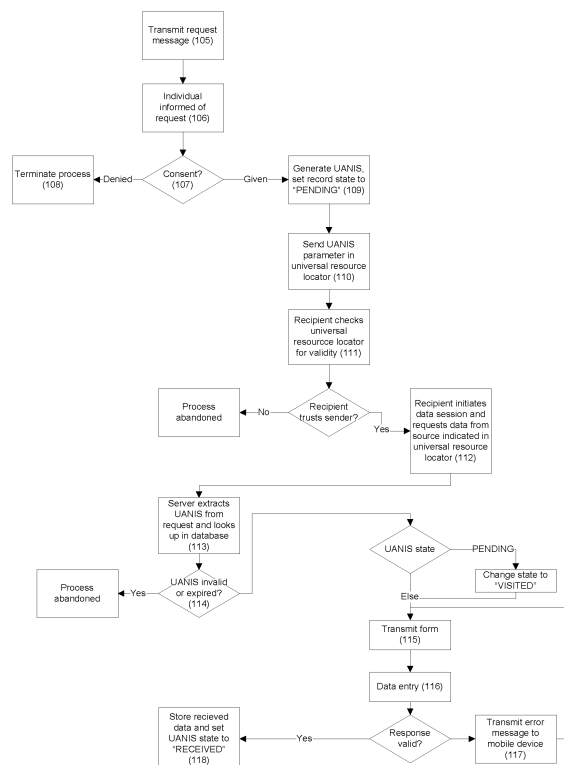 Transmit request
message (105)
Individual
informed of
request (106)
Terminate process
(108)
Denied
Consent?
(107)
Given
Generate UANIS,
set record state to
"PENDING" (109)
Send UANIS
parameter in
universal resource
locator (110)
Recipient checks
universal
resourcce locator
for validity (111)
Process
abandoned
No
Recipient
trusts sender?
Yes
Recipient initiates
data session and
requests data from
source indicated in
universal resource
locator (112)
Server extracts
UANIS from
request and looks
up in database
(113)
UANIS state
PENDING
Change state to
"VISITED"
Process
abandoned
Yes
UANIS invalid
or expired?
(114)
Else
Transmit form
(115)
Data entry (116)
Store recieved
data and set
UANIS state to
"RECEIVED"
(118)
Yes
Response
valid?
Transmit error
message to
mobile device
(117)